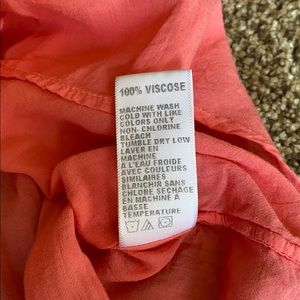 100% VISCOSE
MACHINE WASH
COLD WITH LIKE
COLORS ONLY
NON- CHLORINE
BLEACH
TUMBLE DRY LOW
LAVER EN
MACHINE
A L'EAU FROIDE
AVEC COULEURS
SIMILAIRES
BLANCHIR SANS
CHLORE SECHAGE
EN MACHINE A
BASSE
TEMPERATURE